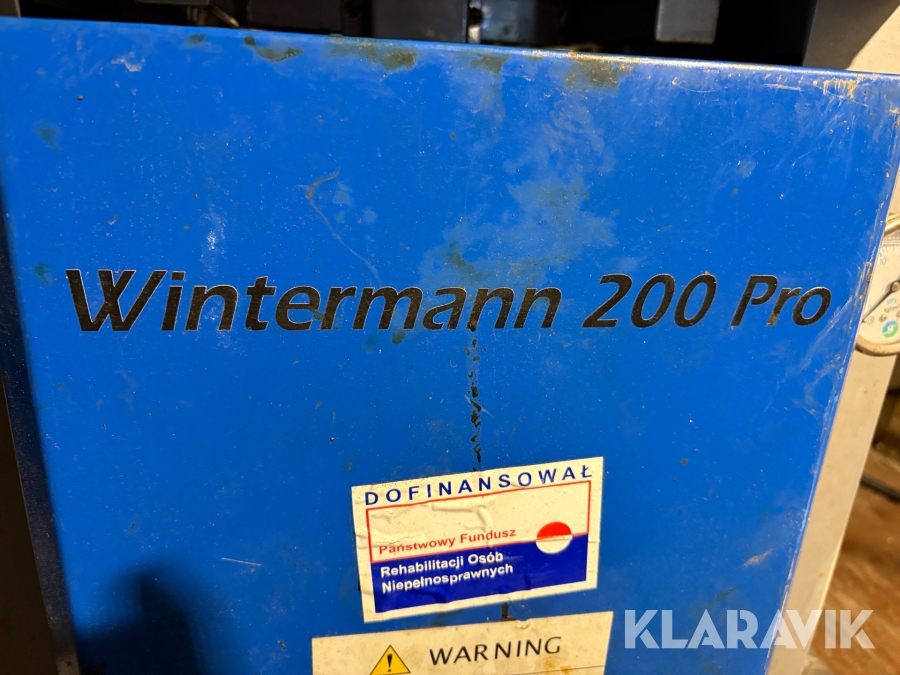 Wintermann 200 Pro
DOFINANSOWAŁ
Państwowy Fundusz
Rehabilitacji Osób
Niepełnosprawnych
WARNING
KLARAVIK